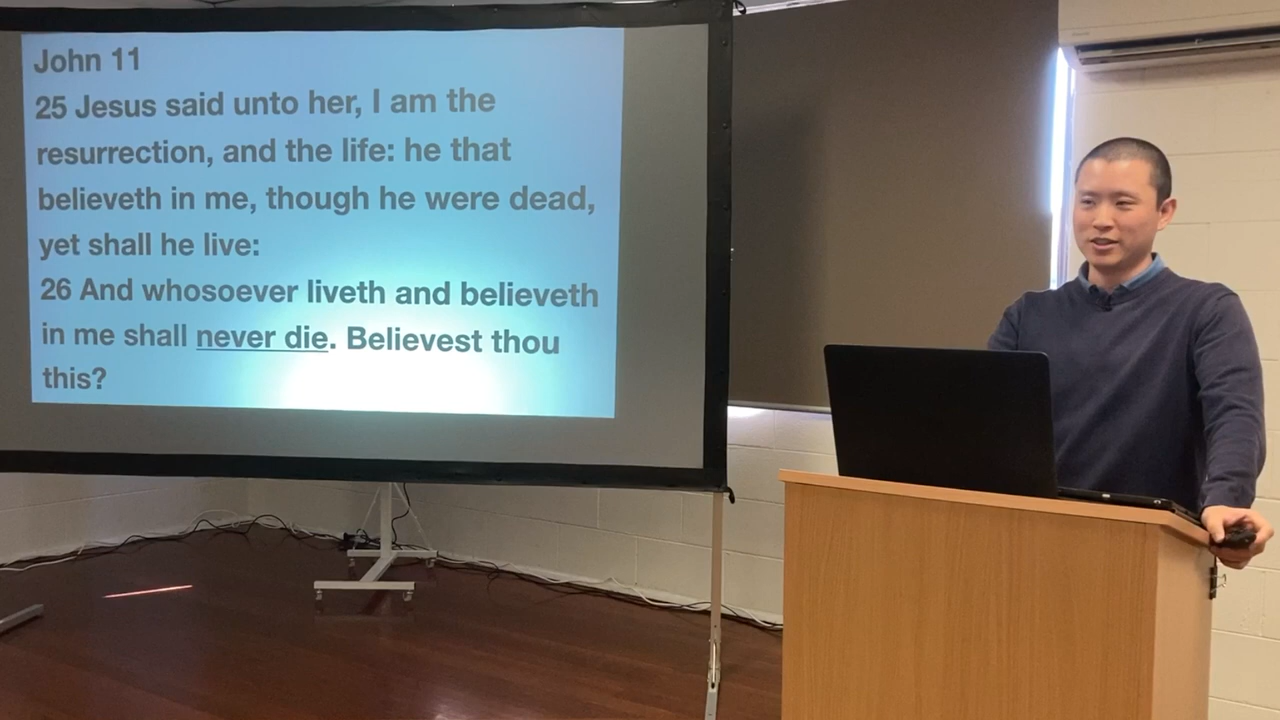 John 11
25 Jesus said unto her, I am the
resurrection, and the life: he that
believeth in me, though he were dead,
yet shall he live:
26 And whosoever liveth and believeth
in me shall never die. Believest thou
this?